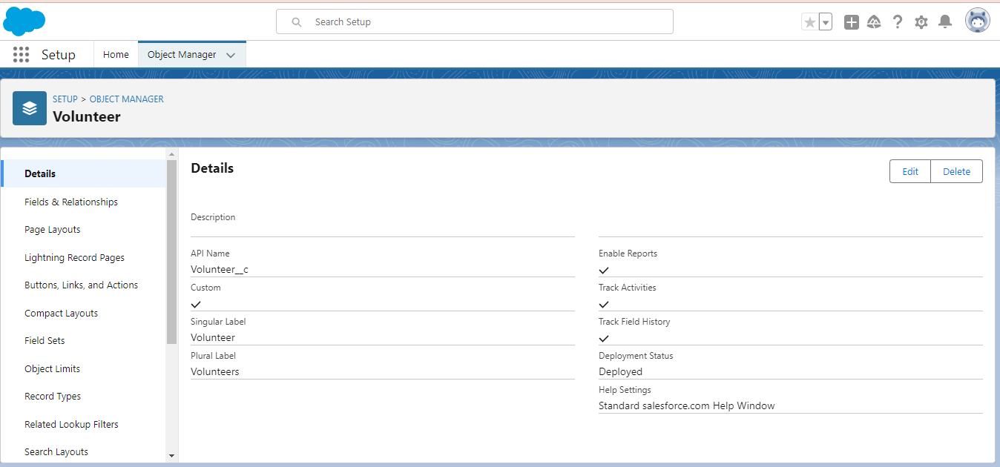 Search Setup
Setup
Home
Object Manager
SETUP > OBJECT MANAGER
Volunteer
Details
Fields & Relationships
Page Layouts
Lightning Record Pages
Buttons, Links, and Actions
Compact Layouts
Field Sets
Object Limits
Record Types
Related Lookup Filters
Search Layouts
Details
Edit
Delete
Description
API Name
Volunteer__c
Custom
Singular Label
Volunteer
Plural Label
Volunteers
Enable Reports
Track Activities
Track Field History
Deployment Status
Deployed
Help Settings
Standard salesforce.com Help Window